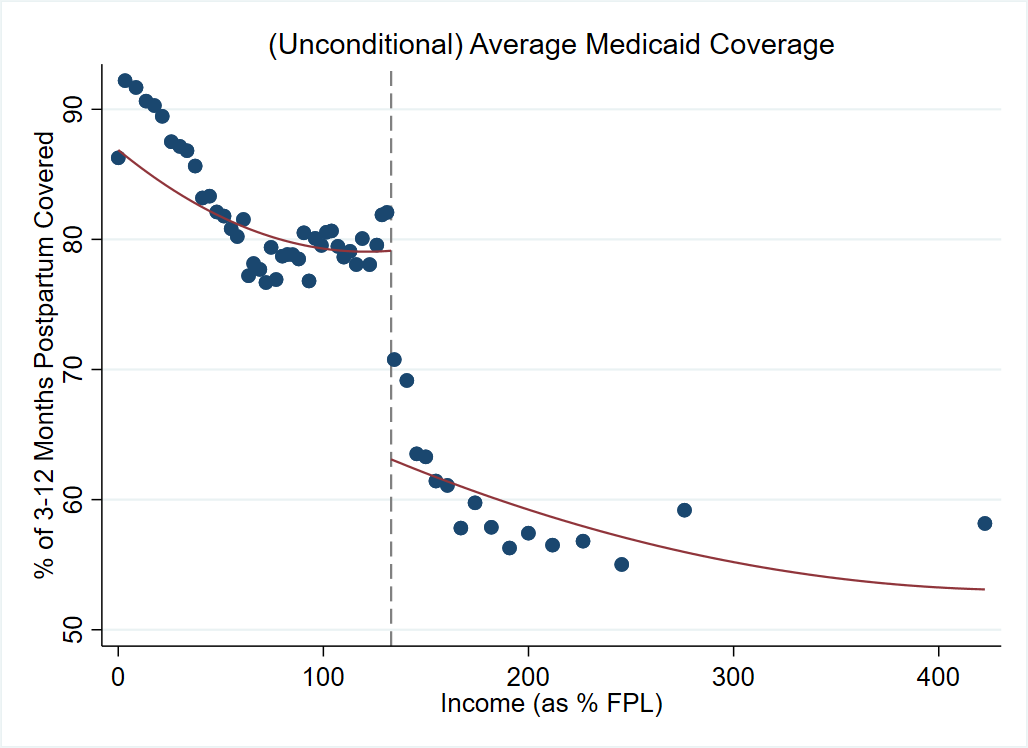 (Unconditional) Average Medicaid Coverage
% of 3-12 Months Postpartum Covered
90
80
70
60
50
0 100 200 300 400
Income (as % FPL)